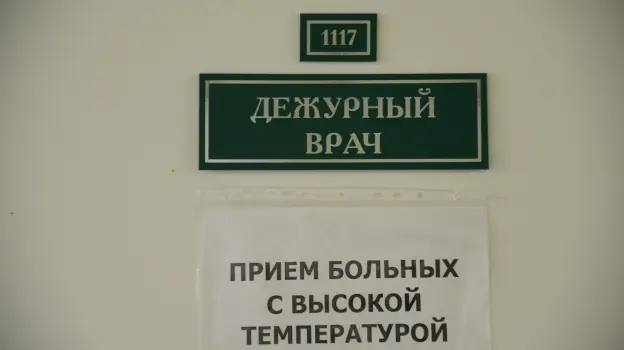 1117
ДЕЖУРНЫЙ
ВРАЧ
ПРИЕМ БОЛЬНЫХ
С ВЫСОКОЙ
ТЕМПЕРАТУРОЙ